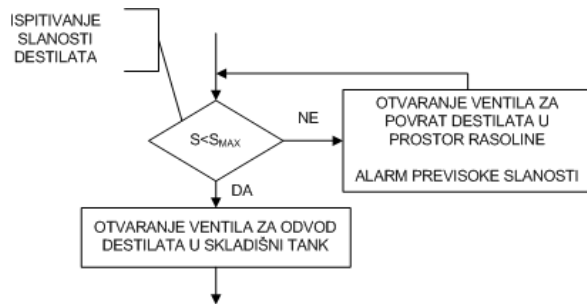 ISPITIVANJE
SLANOSTI
DESTILATA
S<SMAX
NE
OTVARANJE VENTILA ZA
POVRAT DESTILATA U
PROSTOR RASOLINE
ALARM PREVISOKE SLANOSTI
DA
OTVARANJE VENTILA ZA ODVOD
DESTILATA U SKLADIŠNI TANK